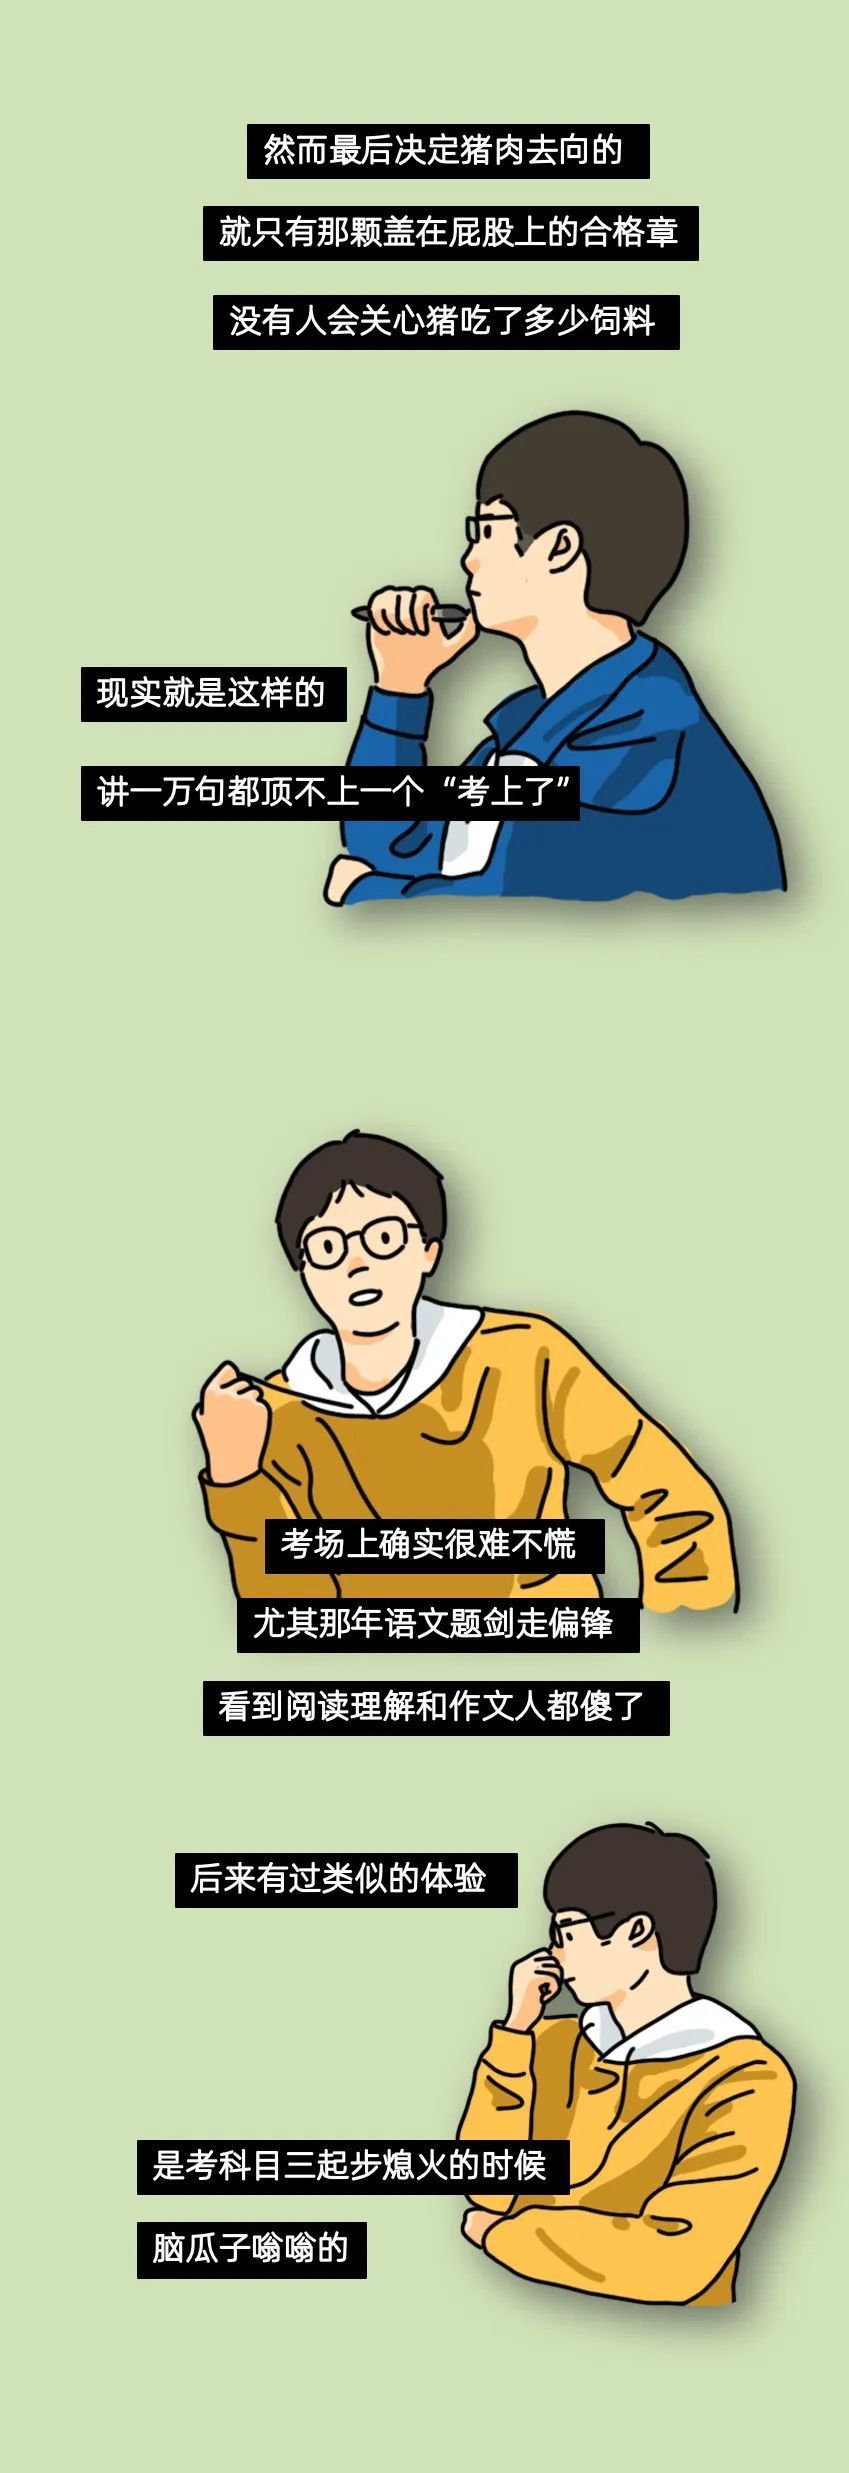 然而最后决定猪肉去向的
就只有那颗盖在屁股上的合格章
没有人会关心猪吃了多少饲料
现实就是这样的
讲一万句都顶不上一个“考上了”
考场上确实很难不慌
尤其那年语文题剑走偏锋
看到阅读理解和作文人都傻了
后来有过类似的体验
是考科目三起步熄火的时候
脑瓜子嗡嗡的